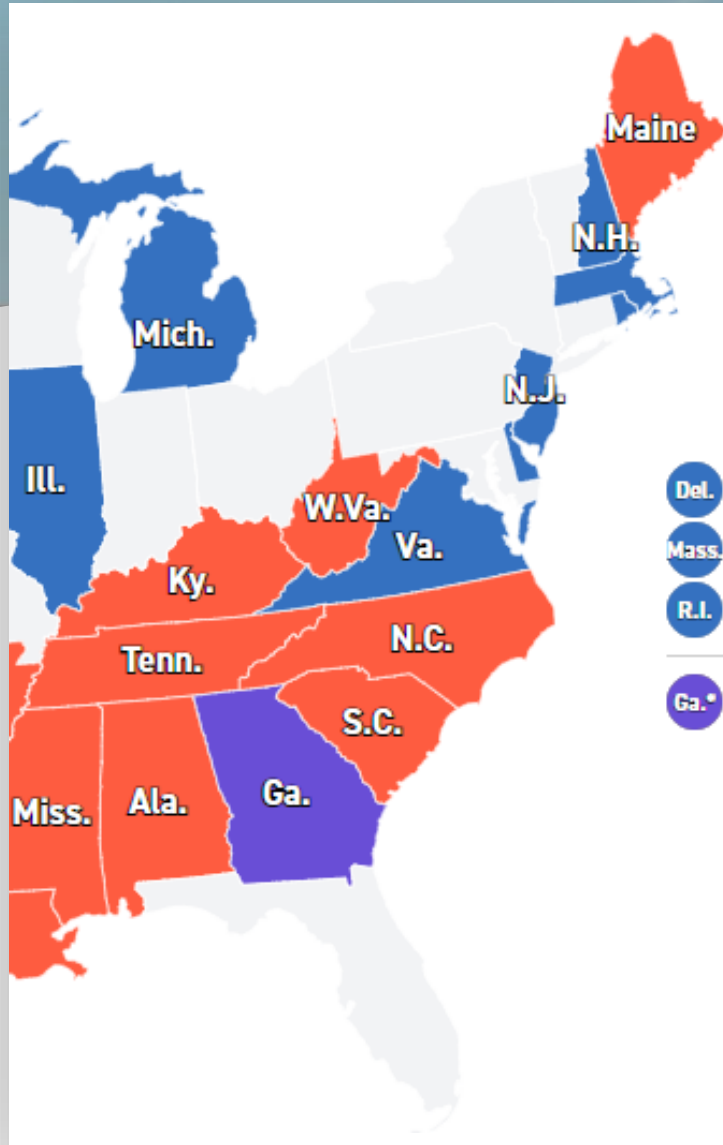 Maine
N.H.
Mich.
N.J.
Ill.
Del.
W.Va.
Va.
Mass.
Ky.
R.I.
N.C.
Tenn.
Ga.*
S.C.
Ga.
Ala.
Miss.